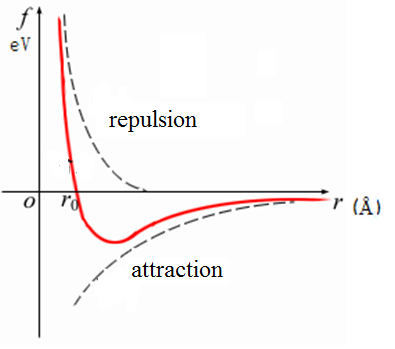 f
eV
repulsion
o
r0
r (Å)
attraction